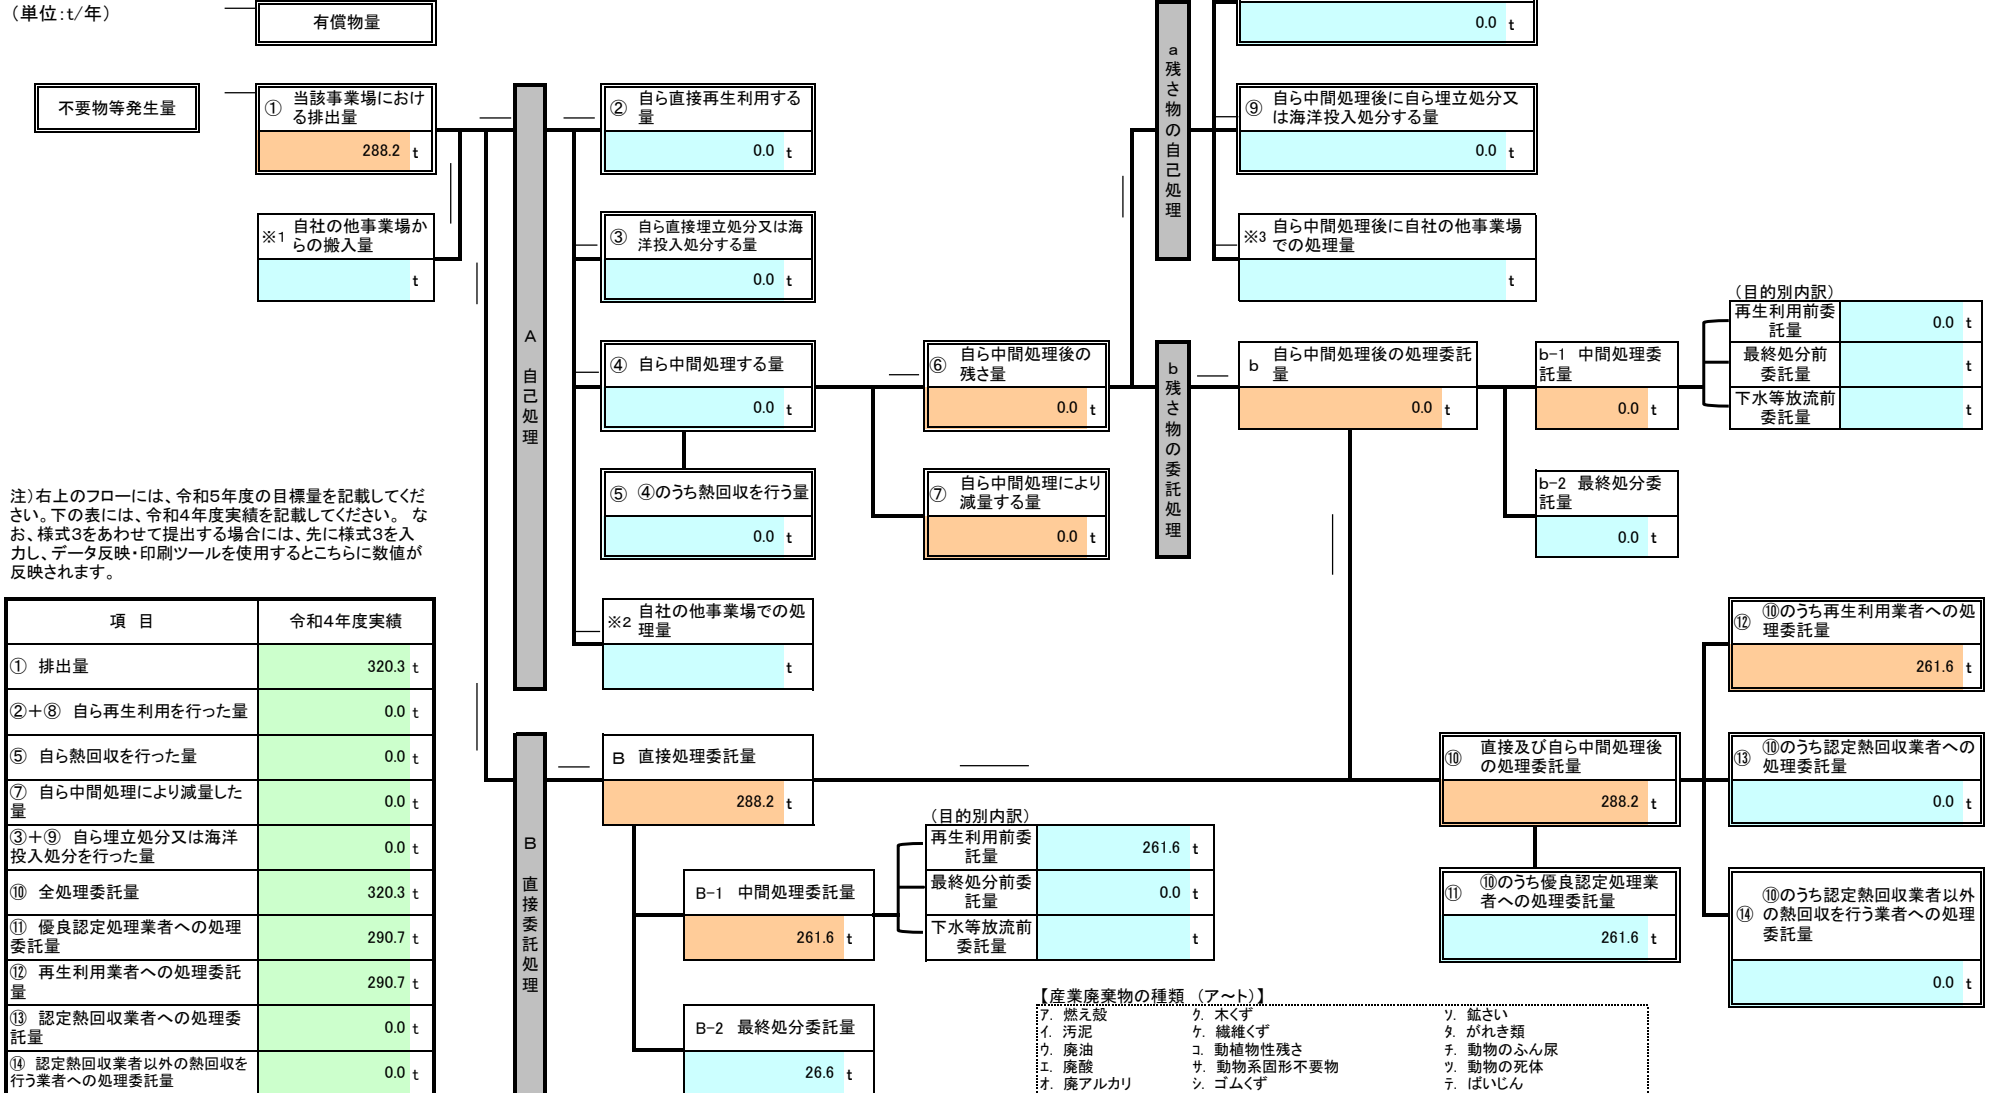 （単位:t/年）
有償物量
0.0 t
不要物等発生量
① 当該事業場におけ
る排出量
288.2 t
※1 自社の他事業場か
らの搬入量
t
A 自己処理
② 自ら直接再生利用する
量
0.0 t
③ 自ら直接埋立処分又は海
洋投入処分する量
0.0 t
④ 自ら中間処理する量
0.0 t
⑤ ④のうち熱回収を行う量
0.0 t
※2 自社の他事業場での処
理量
t
⑥ 自ら中間処理後の
残さ量
0.0 t
⑦ 自ら中間処理により
減量する量
0.0 t
a 残さ物の自己処理
⑨ 自ら中間処理後に自ら埋立処分又
は海洋投入処分する量
0.0 t
※3 自ら中間処理後に自社の他事業場
での処理量
t
b 残さ物の委託処理
b 自ら中間処理後の処理委託
量
0.0 t
b-1 中間処理委
託量
0.0 t
b-2 最終処分委
託量
0.0 t
（目的別内訳）
再生利用前委
託量
0.0 t
最終処分前
委託量
t
下水等放流前
委託量
t
注）右上のフローには、令和5年度の目標量を記載してくだ
さい。下の表には、令和4年度実績を記載してください。 な
お、様式3をあわせて提出する場合には、先に様式3を入
力し、データ反映・印刷ツールを使用するとこちらに数値が
反映されます。
項 目 令和4年度実績
① 排出量 320.3 t
②+⑧ 自ら再生利用を行った量 0.0 t
⑤ 自ら熱回収を行った量 0.0 t
⑦ 自ら中間処理により減量した
量 0.0 t
③+⑨ 自ら埋立処分又は海洋
投入処分を行った量 0.0 t
⑩ 全処理委託量 320.3 t
⑪ 優良認定処理業者への処理
委託量 290.7 t
⑫ 再生利用業者への処理委託
量 290.7 t
⑬ 認定熱回収業者への処理委
託量 0.0 t
⑭ 認定熱回収業者以外の熱回収を
行う業者への処理委託量 0.0 t
B 直接委託処理
B 直接処理委託量
288.2 t
B-1 中間処理委託量
261.6 t
B-2 最終処分委託量
26.6 t
（目的別内訳）
再生利用前委
託量
261.6 t
最終処分前委
託量
0.0 t
下水等放流前
委託量
t
⑩ 直接及び自ら中間処理後
の処理委託量
288.2 t
⑪ ⑩のうち優良認定処理業
者への処理委託量
261.6 t
⑫ ⑩のうち再生利用業者への処
理委託量
261.6 t
⑬ ⑩のうち認定熱回収業者への
処理委託量
0.0 t
⑭ ⑩のうち認定熱回収業者以外
の熱回収を行う業者への処理
委託量
0.0 t
【産業廃棄物の種類 （ア～ト）】
ア. 燃え殻 ク. 木くず ソ. 鉱さい
イ. 汚泥 ケ. 繊維くず タ. がれき類
ウ. 廃油 コ. 動植物性残さ チ. 動物のふん尿
エ. 廃酸 サ. 動物系固形不要物 ツ. 動物の死体
オ. 廃アルカリ シ. ゴムくず テ. ばいじん